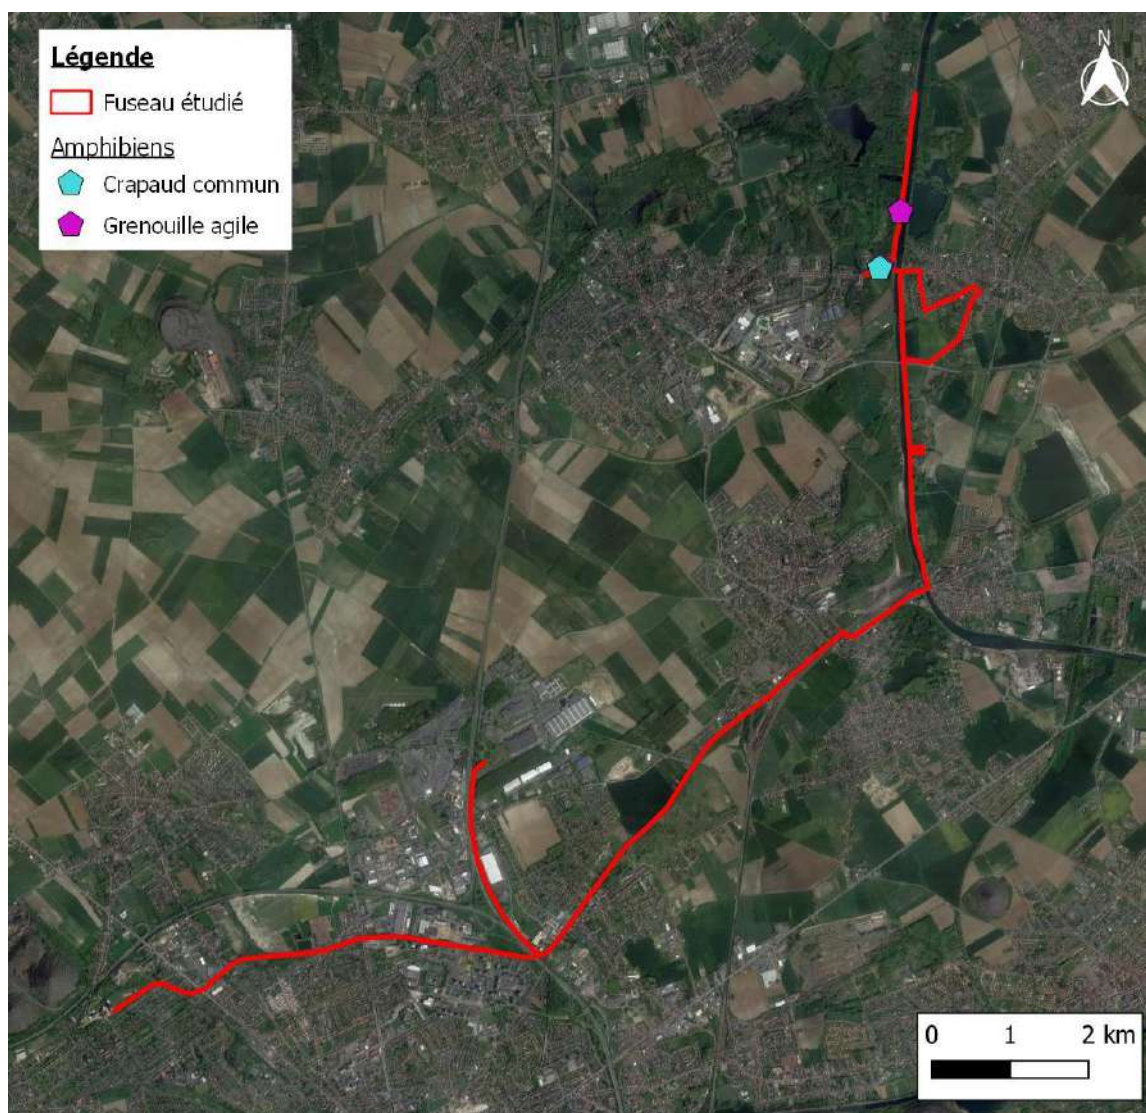 Légende
Fuseau étudié
Amphibiens
Crapaud commun
Grenouille agile
N
0 1 2 km